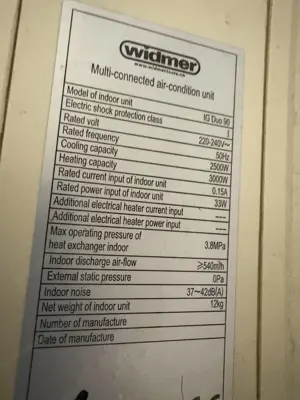 widmer
Multi-connected air-condition unit
Model of indoor unit IG Duo 90
Electric shock protection class I
Rated volt 220-240V~
Rated frequency 50Hz
Cooling capacity 2500W
Heating capacity 3000W
Rated current input of indoor unit 0.15A
Rated power input of indoor unit 33W
Additional electrical heater current input ----
Additional electrical heater power input ----
Max operating pressure of
heat exchanger indoor 3.8MPa
Indoor discharge air-flow ≥540m³/h
External static pressure 0Pa
Indoor noise 37~42dB(A)
Net weight of indoor unit 12kg
Number of manufacture
Date of manufacture